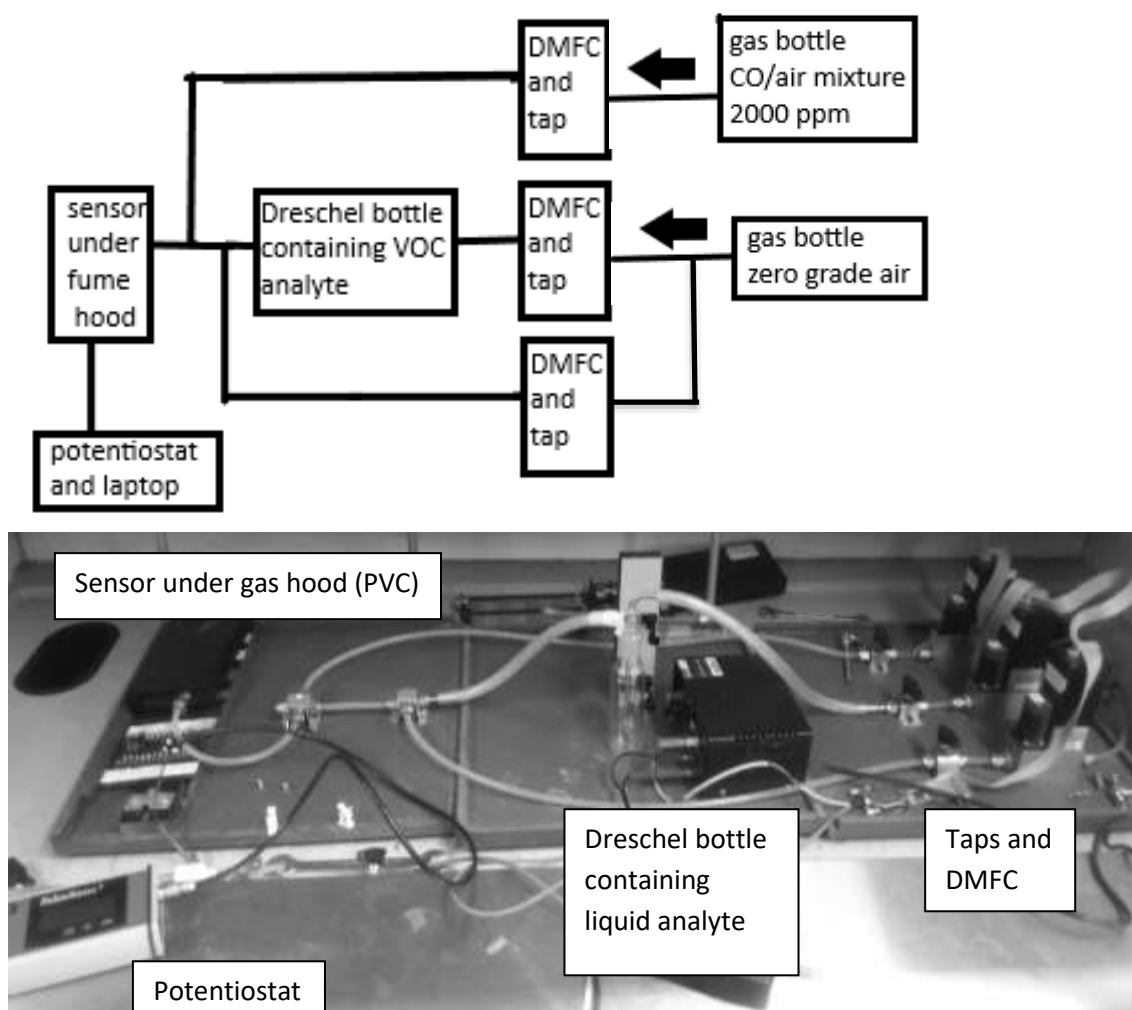 DMFC
and
tap
gas bottle
CO/air mixture
2000 ppm
sensor
under
fume
hood
Dreschel bottle
containing VOC
analyte
DMFC
and
tap
gas bottle
zero grade air
DMFC
and
tap
potentiostat
and laptop
Sensor under gas hood (PVC)
Dreschel bottle
containing
liquid analyte
Taps and
DMFC
Potentiostat